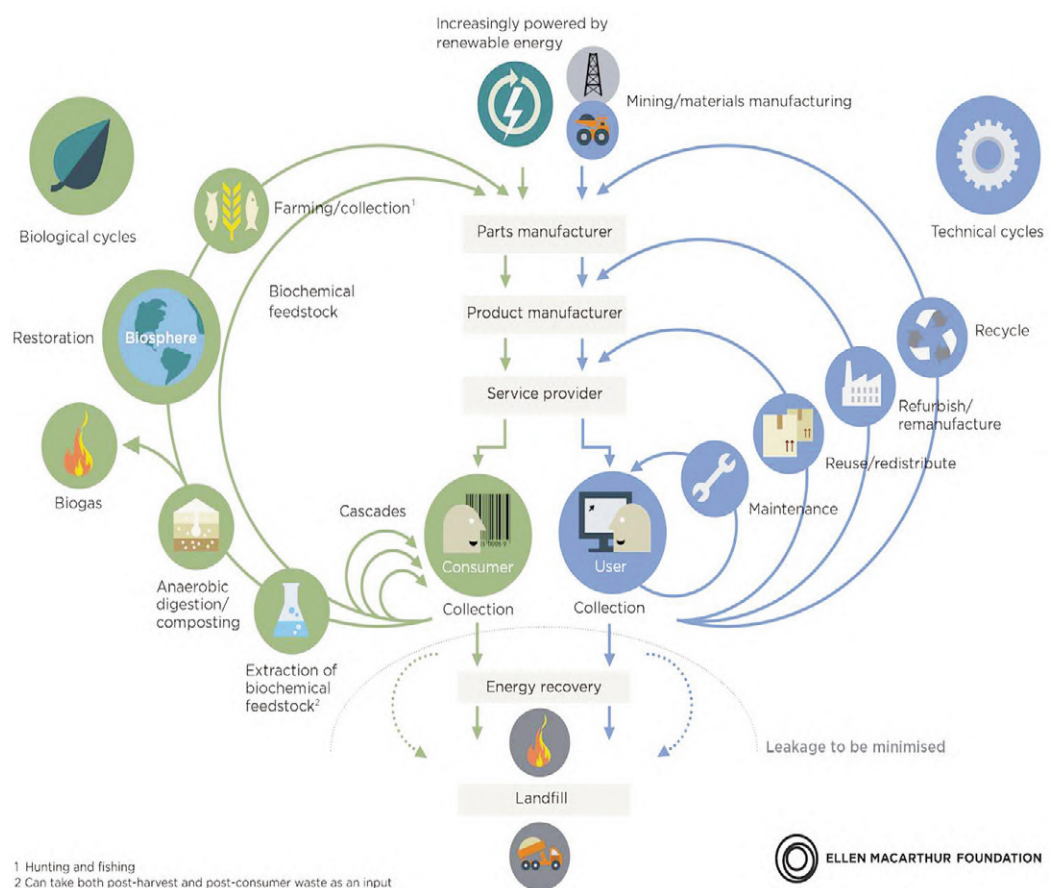 Increasingly powered by
renewable energy
Mining/materials manufacturing
Biological cycles
Farming/collection1
Parts manufacturer
Technical cycles
Biochemical
feedstock
Product manufacturer
Restoration
Biosphere
Recycle
Service provider
Refurbish/
remanufacture
Reuse/redistribute
Biogas
Cascades
Maintenance
Consumer
User
Anaerobic
digestion/
composting
Collection
Collection
Extraction of
biochemical
feedstock2
Energy recovery
Leakage to be minimised
Landfill
ELLEN MACARTHUR FOUNDATION
1 Hunting and fishing
2 Can take both post-harvest and post-consumer waste as an input